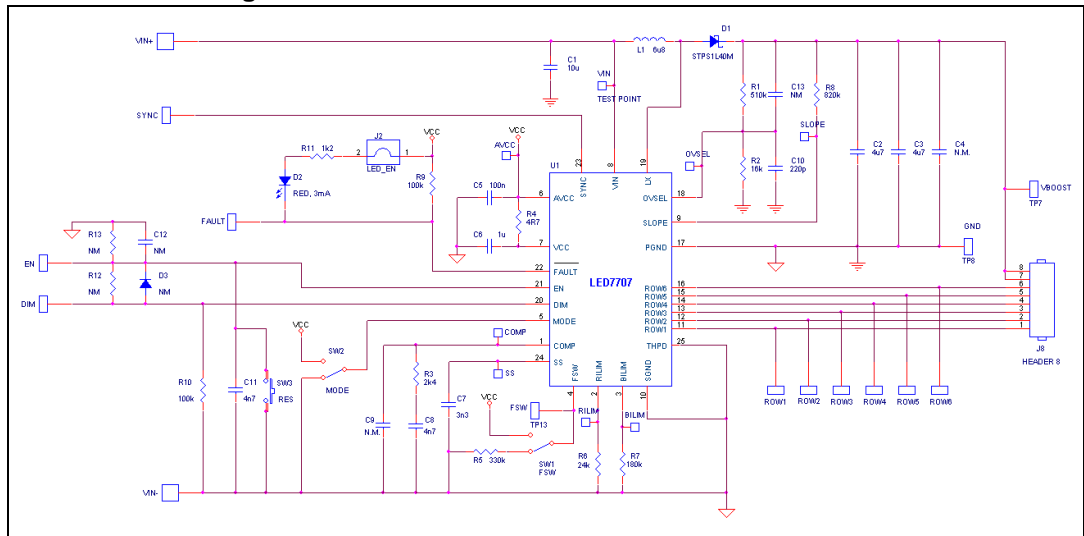 VIN+
SYNC
C1
10u
VIN
TEST POINT
L1 6u8
D1
STPS1L40M
R1
510k
C13
NM
R8
820k
SLOPE
OVSEL
R2
16k
C10
220p
C2
4u7
C3
4u7
C4
N.M.
VBOOST
TP7
GND
TP8
R11 1k2
J2
2 1
LED_EN
VCC
D2
RED, 3mA
R9
100k
FAULT
AVCC
VCC
C5 100n
R4
4R7
C6 1u
U1
23
8
19
SYNC
VIN
LX
6 AVCC
7 VCC
22 FAULT
21 EN
20 DIM
5 MODE
1 COMP
24 SS
LED7707
OVSEL 18
SLOPE 9
PGND 17
ROW6 16
ROW5 15
ROW4 14
ROW3 13
ROW2 12
ROW1 11
THPD 25
FSW
RILIM
BILIM
SGND
4
2
3
10
R13
NM
C12
NM
EN
R12
NM
D3
NM
DIM
VCC
SW2
MODE
COMP
SS
R10
100k
C11
4n7
SW3
RES
C9
N.M.
R3
2k4
C8
4n7
C7
3n3
VCC
FSW
TP13
R5 330k
SW1
FSW
RILIM
R6
24k
BILIM
R7
180k
VIN-
8
7
6
5
4
3
2
1
J8
HEADER 8
ROW1
ROW2
ROW3
ROW4
ROW5
ROW6